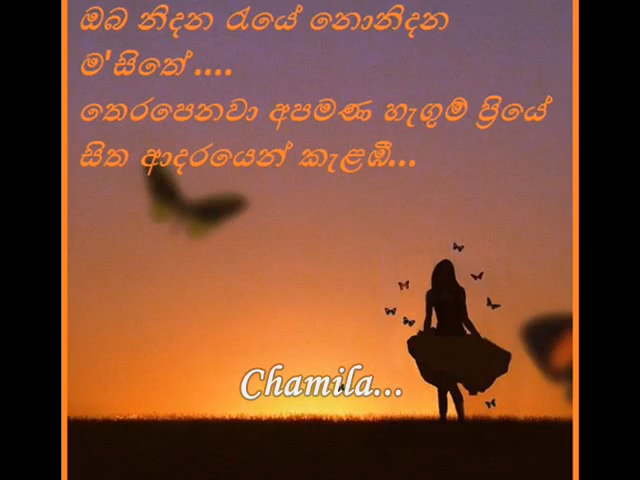 ඔබ නිදන රැයේ නොනිදන
ම'සිතේ....
තෙරපෙනවා අපමණ හැගුම් ප්‍රියේ
සිත ආදරයෙන් කැළඹී...
Chamila...